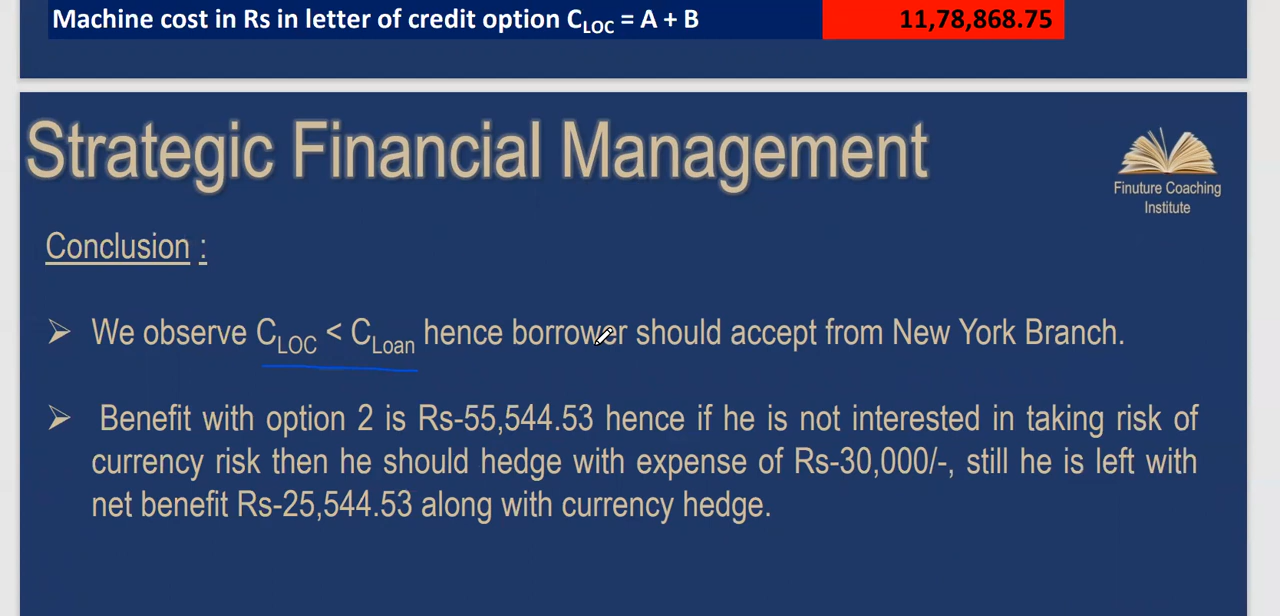 Machine cost in Rs in letter of credit option CLOC = A + B 11,78,868.75
Strategic Financial Management
Finuture Coaching
Institute
Conclusion :
➢ We observe CLOC < CLoan hence borrower should accept from New York Branch.
➢ Benefit with option 2 is Rs-55,544.53 hence if he is not interested in taking risk of
currency risk then he should hedge with expense of Rs-30,000/-, still he is left with
net benefit Rs-25,544.53 along with currency hedge.